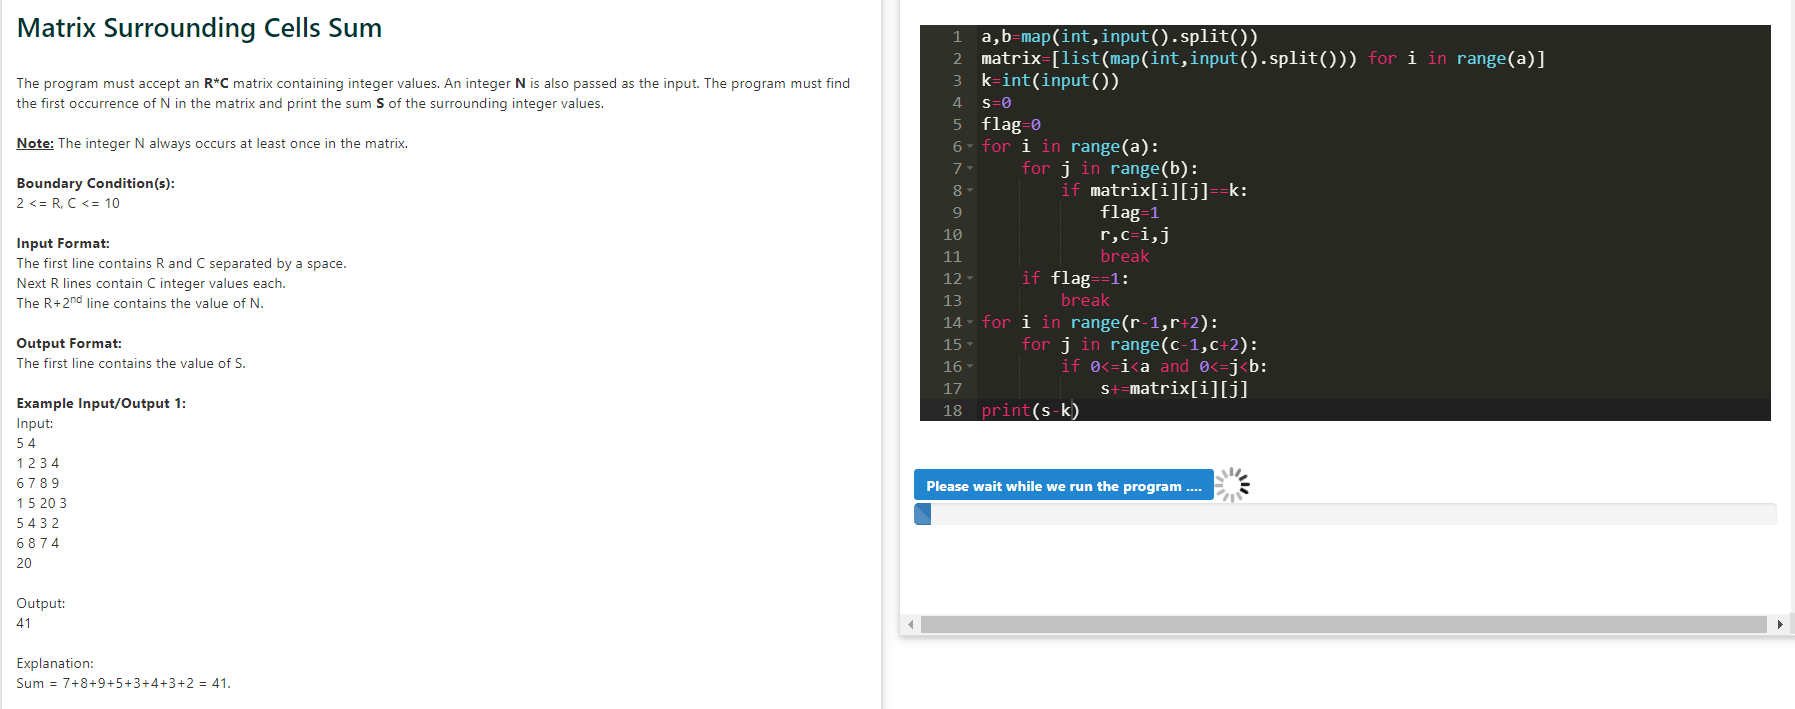 Matrix Surrounding Cells Sum
The program must accept an R*C matrix containing integer values. An integer N is also passed as the input. The program must find
the first occurrence of N in the matrix and print the sum S of the surrounding integer values.
Note: The integer N always occurs at least once in the matrix.
Boundary Condition(s):
2 <= R, C <= 10
Input Format:
The first line contains R and C separated by a space.
Next R lines contain C integer values each.
The R+2nd line contains the value of N.
Output Format:
The first line contains the value of S.
Example Input/Output 1:
Input:
5 4
1 2 3 4
6 7 8 9
1 5 20 3
5 4 3 2
6 8 7 4
20
Output:
41
Explanation:
Sum = 7+8+9+5+3+4+3+2 = 41.
1 a,b=map(int,input().split())
2 matrix=[list(map(int,input().split())) for i in range(a)]
3 k=int(input())
4 s=0
5 flag=0
6 for i in range(a):
7     for j in range(b):
8         if matrix[i][j]==k:
9             flag=1
10             r,c=i,j
11             break
12     if flag==1:
13         break
14 for i in range(r-1,r+2):
15     for j in range(c-1,c+2):
16         if 0<=i<a and 0<=j<b:
17             s+=matrix[i][j]
18 print(s-k)
Please wait while we run the program ....